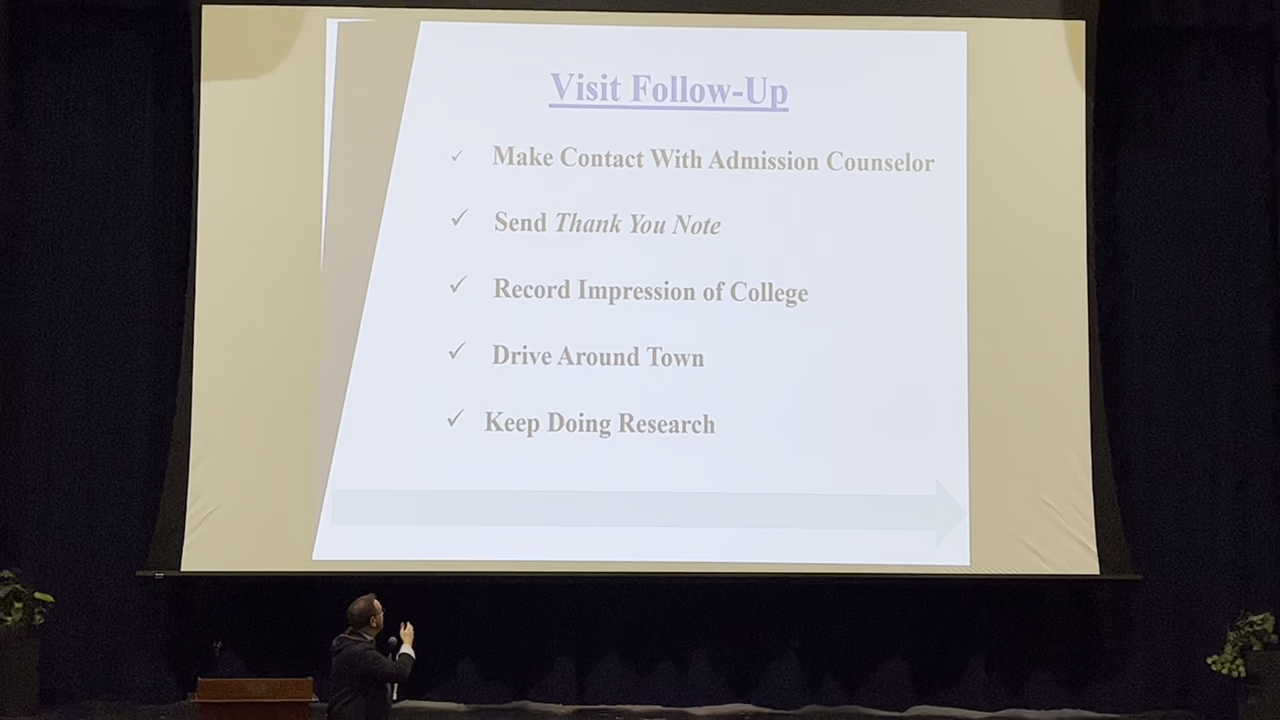 Visit Follow-Up
✓ Make Contact With Admission Counselor
✓ Send Thank You Note
✓ Record Impression of College
✓ Drive Around Town
✓ Keep Doing Research